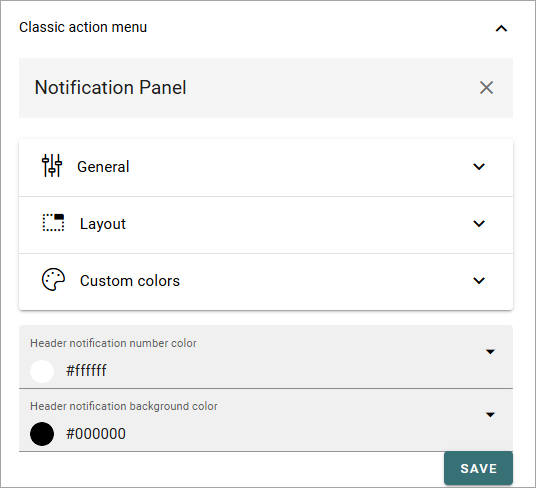 Classic action menu
Notification Panel
General
Layout
Custom colors
Header notification number color
#ffffff
Header notification background color
#000000
SAVE